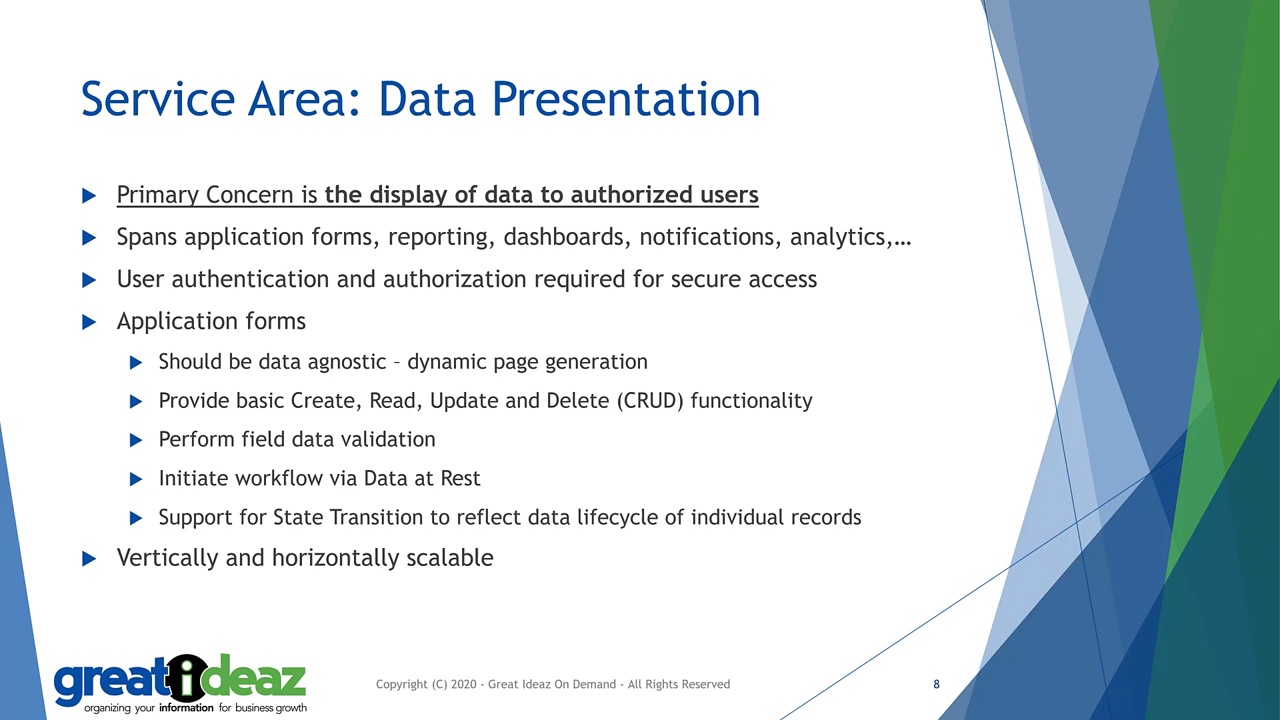 Service Area: Data Presentation
Primary Concern is the display of data to authorized users
Spans application forms, reporting, dashboards, notifications, analytics,…
User authentication and authorization required for secure access
Application forms
Should be data agnostic – dynamic page generation
Provide basic Create, Read, Update and Delete (CRUD) functionality
Perform field data validation
Initiate workflow via Data at Rest
Support for State Transition to reflect data lifecycle of individual records
Vertically and horizontally scalable
greatideaz
organizing your information for business growth
Copyright (C) 2020 - Great Ideaz On Demand - All Rights Reserved
8